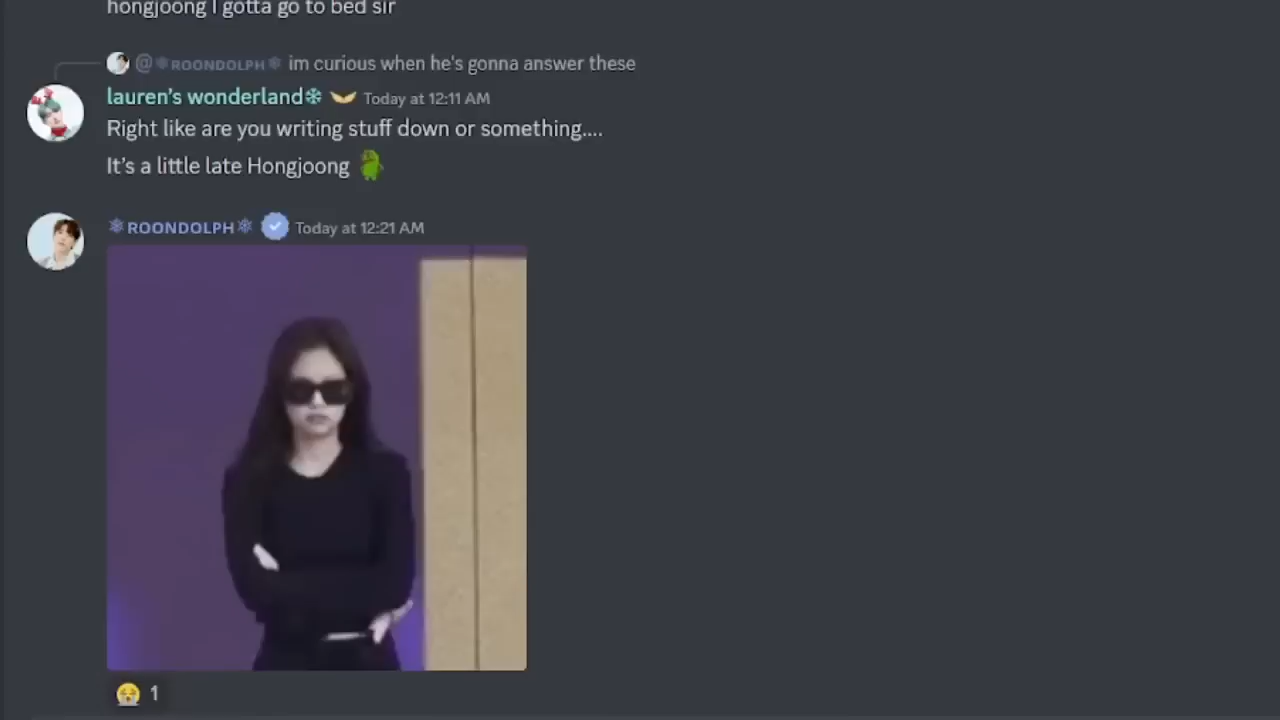 hongjoong I gotta go to bed sir
@❄ROONDOLPH❄ im curious when he's gonna answer these
lauren's wonderland❄ Today at 12:11 AM
Right like are you writing stuff down or something....
It's a little late Hongjoong
❄ROONDOLPH❄ Today at 12:21 AM
1